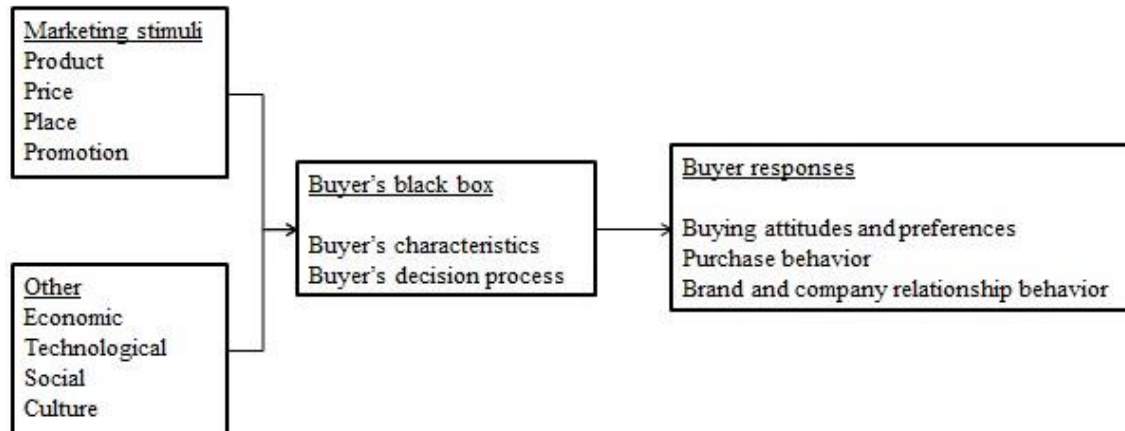 Marketing stimuli
Product
Price
Place
Promotion
Other
Economic
Technological
Social
Culture
Buyer's black box
Buyer's characteristics
Buyer's decision process
Buyer responses
Buying attitudes and preferences
Purchase behavior
Brand and company relationship behavior